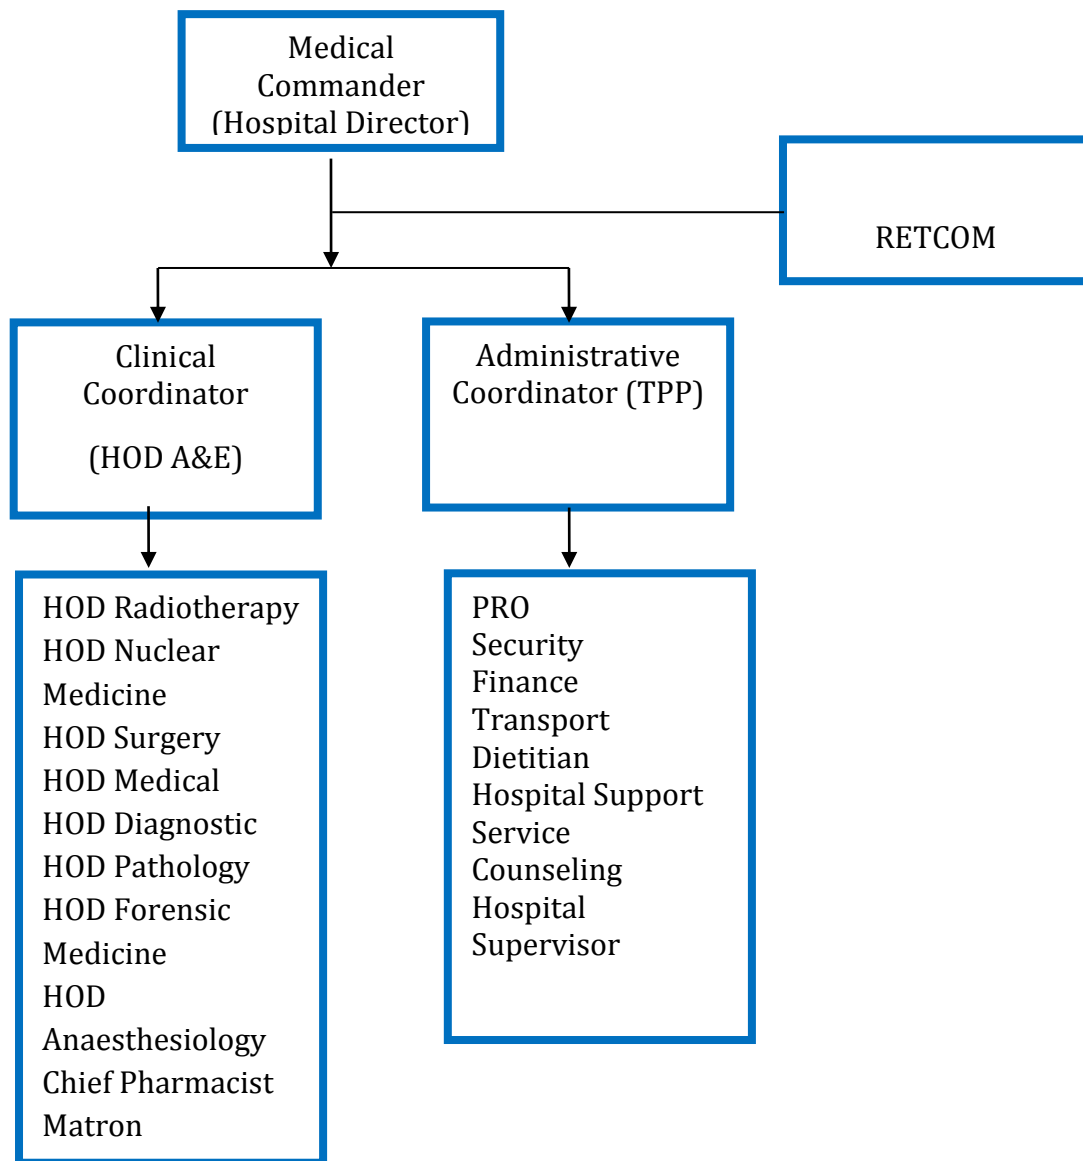 Medical
Commander
(Hospital Director)
RETCOM
Clinical
Coordinator
(HOD A&E)
Administrative
Coordinator (TPP)
HOD Radiotherapy
HOD Nuclear
Medicine
HOD Surgery
HOD Medical
HOD Diagnostic
HOD Pathology
HOD Forensic
Medicine
HOD
Anaesthesiology
Chief Pharmacist
Matron
PRO
Security
Finance
Transport
Dietitian
Hospital Support
Service
Counseling
Hospital
Supervisor